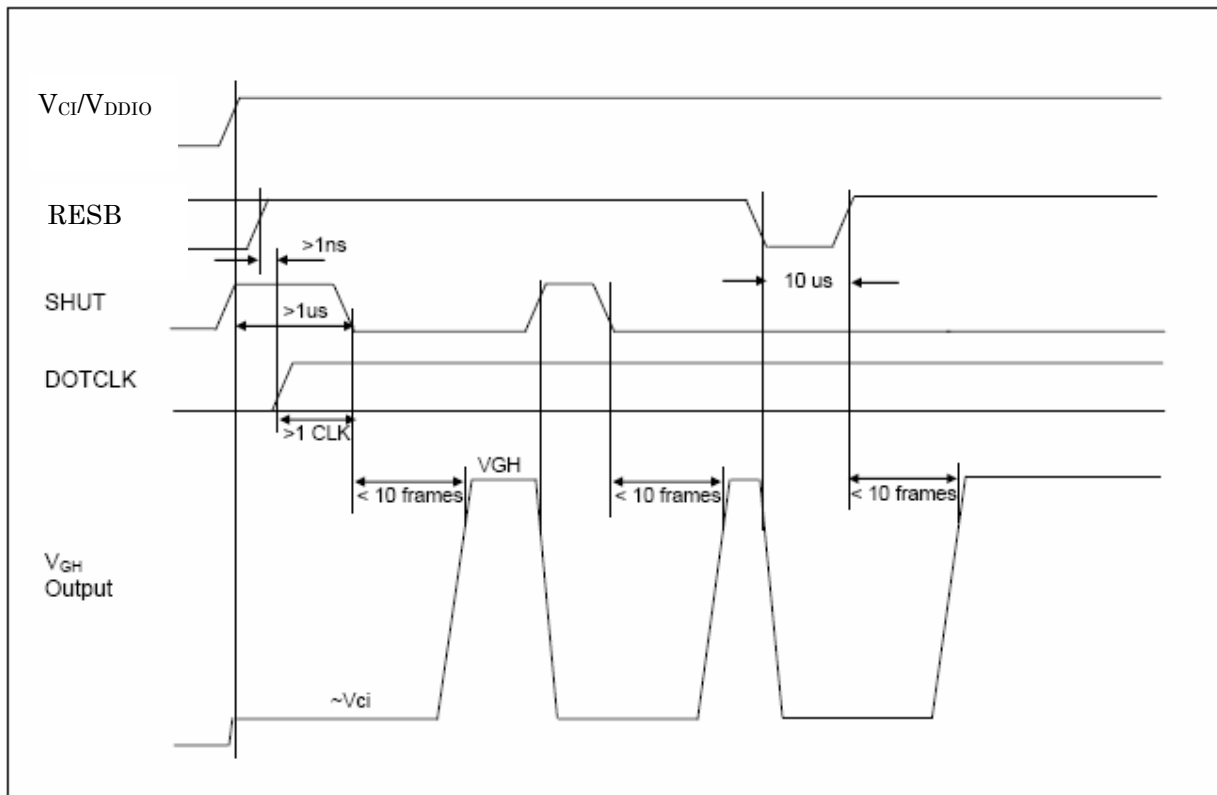 VCI/VDDIO
RESB
>1ns
10 us
SHUT
>1us
DOTCLK
>1 CLK
VGH
< 10 frames
< 10 frames
< 10 frames
VGH
Output
~Vci